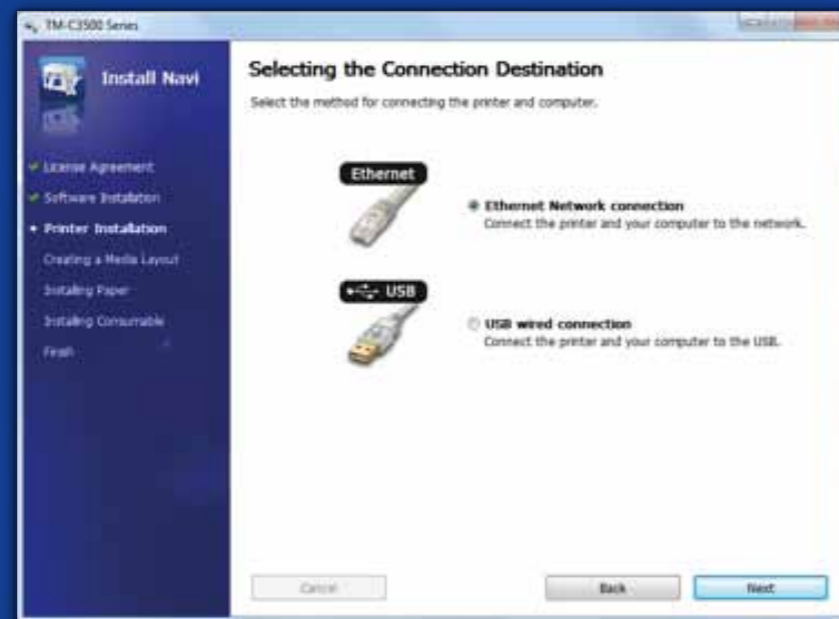 TM-C3500 Series
Install Navi
License Agreement
Software Installation
Printer Installation
Creating a Media Layout
Installing Paper
Installing Consumable
Finish
Selecting the Connection Destination
Select the method for connecting the printer and computer.
Ethernet
Ethernet Network connection
Connect the printer and your computer to the network.
USB
USB wired connection
Connect the printer and your computer to the USB.
Cancel
Back
Next